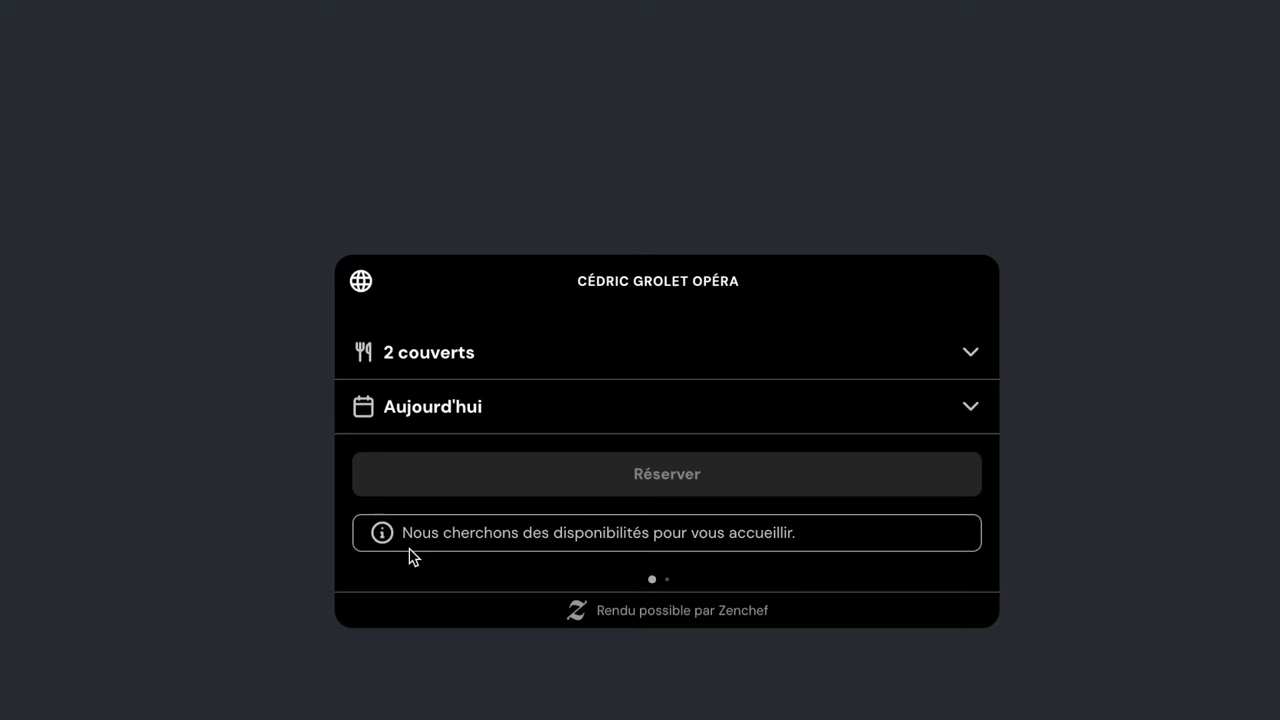 CÉDRIC GROLET OPÉRA
2 couverts
Aujourd'hui
Réserver
Nous cherchons des disponibilités pour vous accueillir.
Rendu possible par Zenchef